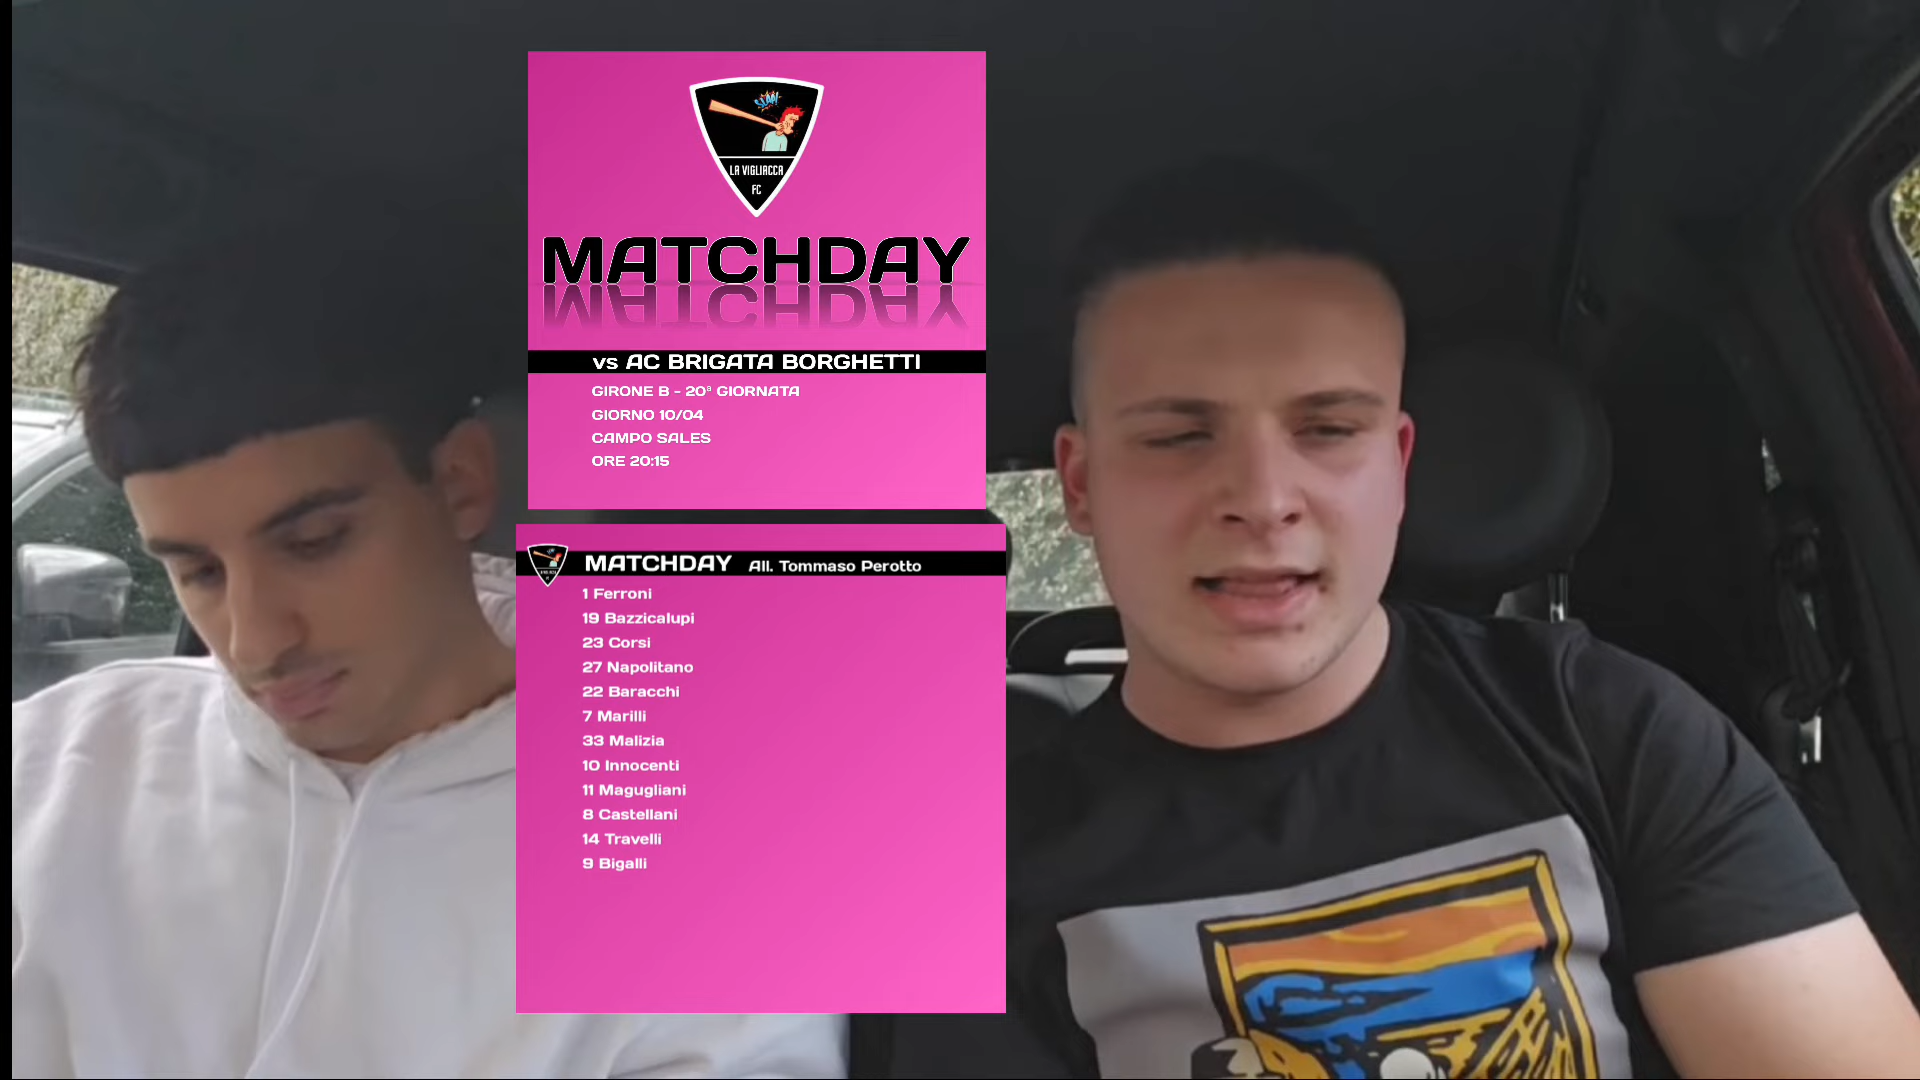 SLAP!
LA VIGLIACCA
FC
MATCHDAY
vs AC BRIGATA BORGHETTI
GIRONE B - 20ª GIORNATA
GIORNO 10/04
CAMPO SALES
ORE 20:15
MATCHDAY All. Tommaso Perotto
1 Ferroni
19 Bazzicalupi
23 Corsi
27 Napolitano
22 Baracchi
7 Marilli
33 Malizia
10 Innocenti
11 Magugliani
8 Castellani
14 Travelli
9 Bigalli